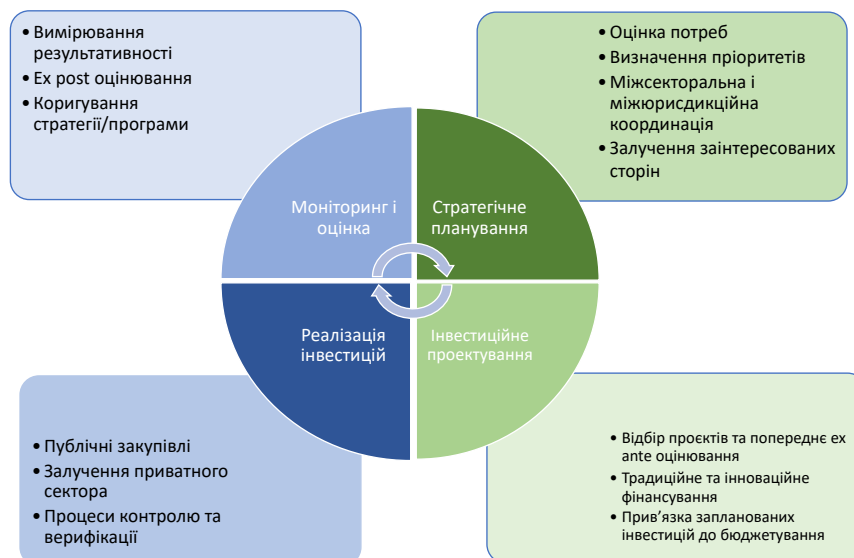 • Вимірювання
результативності
• Ex post оцінювання
• Коригування
стратегії/програми
• Оцінка потреб
• Визначення пріоритетів
• Міжсекторальна і
міжюрисдикційна
координація
• Залучення заінтересованих
сторін
Моніторинг і
оцінка
Стратегічне
планування
Реалізація
інвестицій
Інвестиційне
проектування
• Публічні закупівлі
• Залучення приватного
сектора
• Процеси контролю та
верифікації
• Відбір проєктів та попереднє ex
ante оцінювання
• Традиційне та інноваційне
фінансування
• Прив’язка запланованих
інвестицій до бюджетування